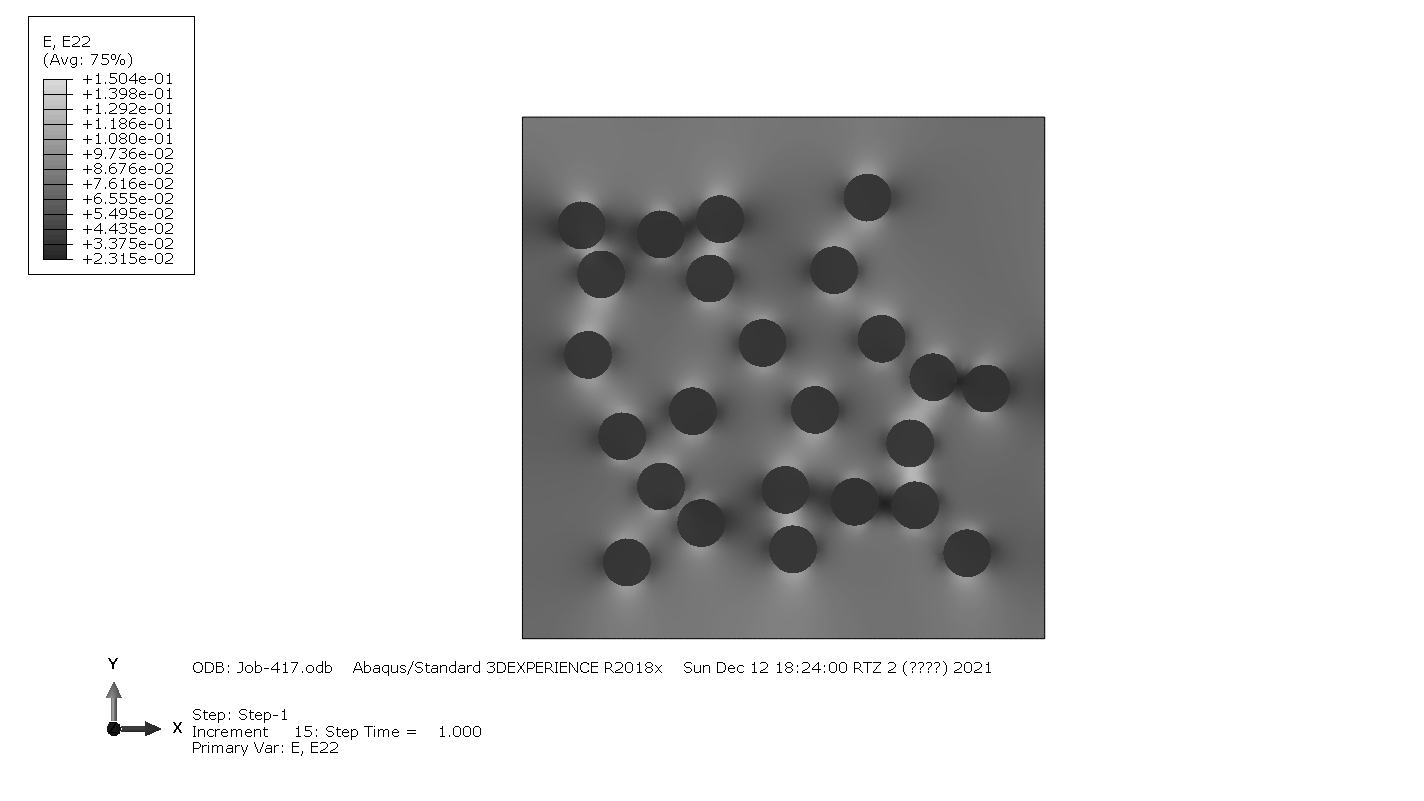 E, E22
(Avg: 75%)
+1.504e-01
+1.398e-01
+1.292e-01
+1.186e-01
+1.080e-01
+9.736e-02
+8.676e-02
+7.616e-02
+6.555e-02
+5.495e-02
+4.435e-02
+3.375e-02
+2.315e-02
Y
X
ODB: Job-417.odb    Abaqus/Standard 3DEXPERIENCE R2018x    Sun Dec 12 18:24:00 RTZ 2 (????) 2021
Step: Step-1
Increment     15: Step Time =    1.000
Primary Var: E, E22